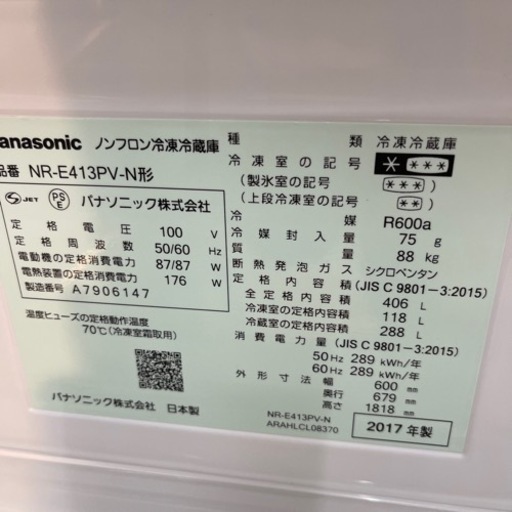 Panasonic ノンフロン冷凍冷蔵庫
品番 NR-E413PV-N形
JET PSE パナソニック株式会社
定格電圧 100 V
定格周波数 50/60 Hz
電動機の定格消費電力 87/87 W
電熱装置の定格消費電力 176 W
製造番号 A7906147
温度ヒューズの定格動作温度
70℃(冷凍室霜取用)
パナソニック株式会社 日本製
種類 冷凍冷蔵庫
冷凍室の記号 * ***
(製氷室の記号 ***)
(上段冷凍室の記号 ***)
冷媒 R600a
冷媒封入量 75 g
質量 88 kg
断熱発泡ガス シクロペンタン
定格内容積 (JIS C 9801-3:2015)
全定格内容積 406 L
冷凍室の定格内容積 118 L
冷蔵室の定格内容積 288 L
消費電力量 (JIS C 9801-3:2015)
50 Hz 289 kWh/年
60 Hz 289 kWh/年
外形寸法 幅 600 mm
奥行 679 mm
高さ 1818 mm
NR-E413PV-N
ARAHLCL08370
2017年製